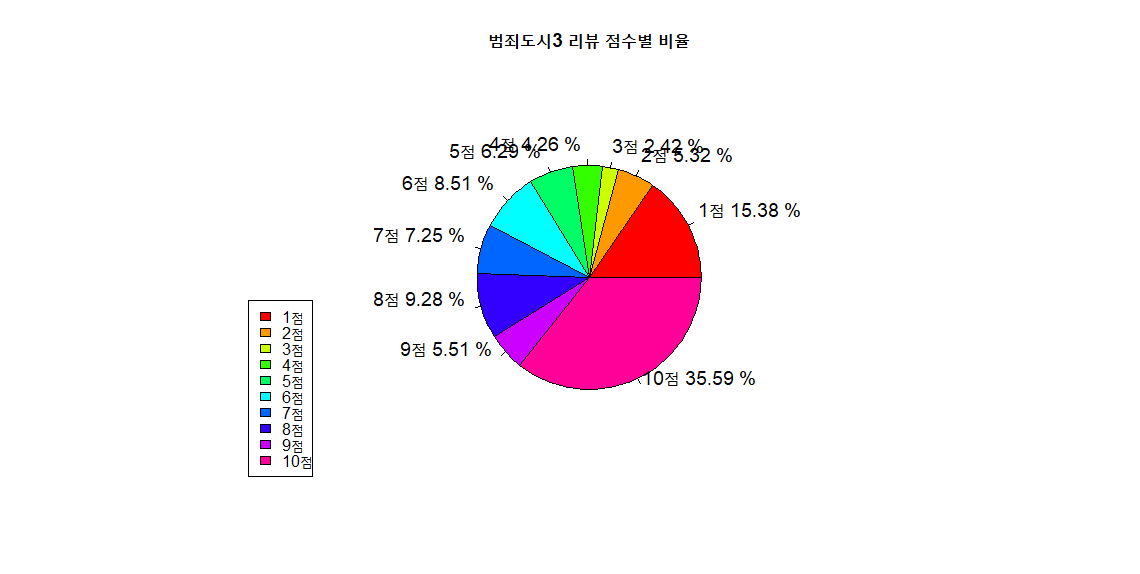 범죄도시3 리뷰 점수별 비율
4점 4.26 %
3점 2.42 %
5점 6.29 %
2점 5.32 %
6점 8.51 %
1점 15.38 %
7점 7.25 %
8점 9.28 %
9점 5.51 %
10점 35.59 %
1점
2점
3점
4점
5점
6점
7점
8점
9점
10점